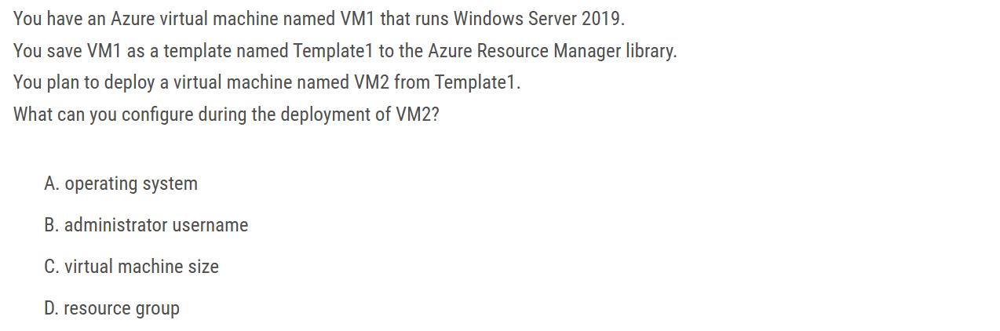 You have an Azure virtual machine named VM1 that runs Windows Server 2019.
You save VM1 as a template named Template1 to the Azure Resource Manager library.
You plan to deploy a virtual machine named VM2 from Template1.
What can you configure during the deployment of VM2?
A. operating system
B. administrator username
C. virtual machine size
D. resource group